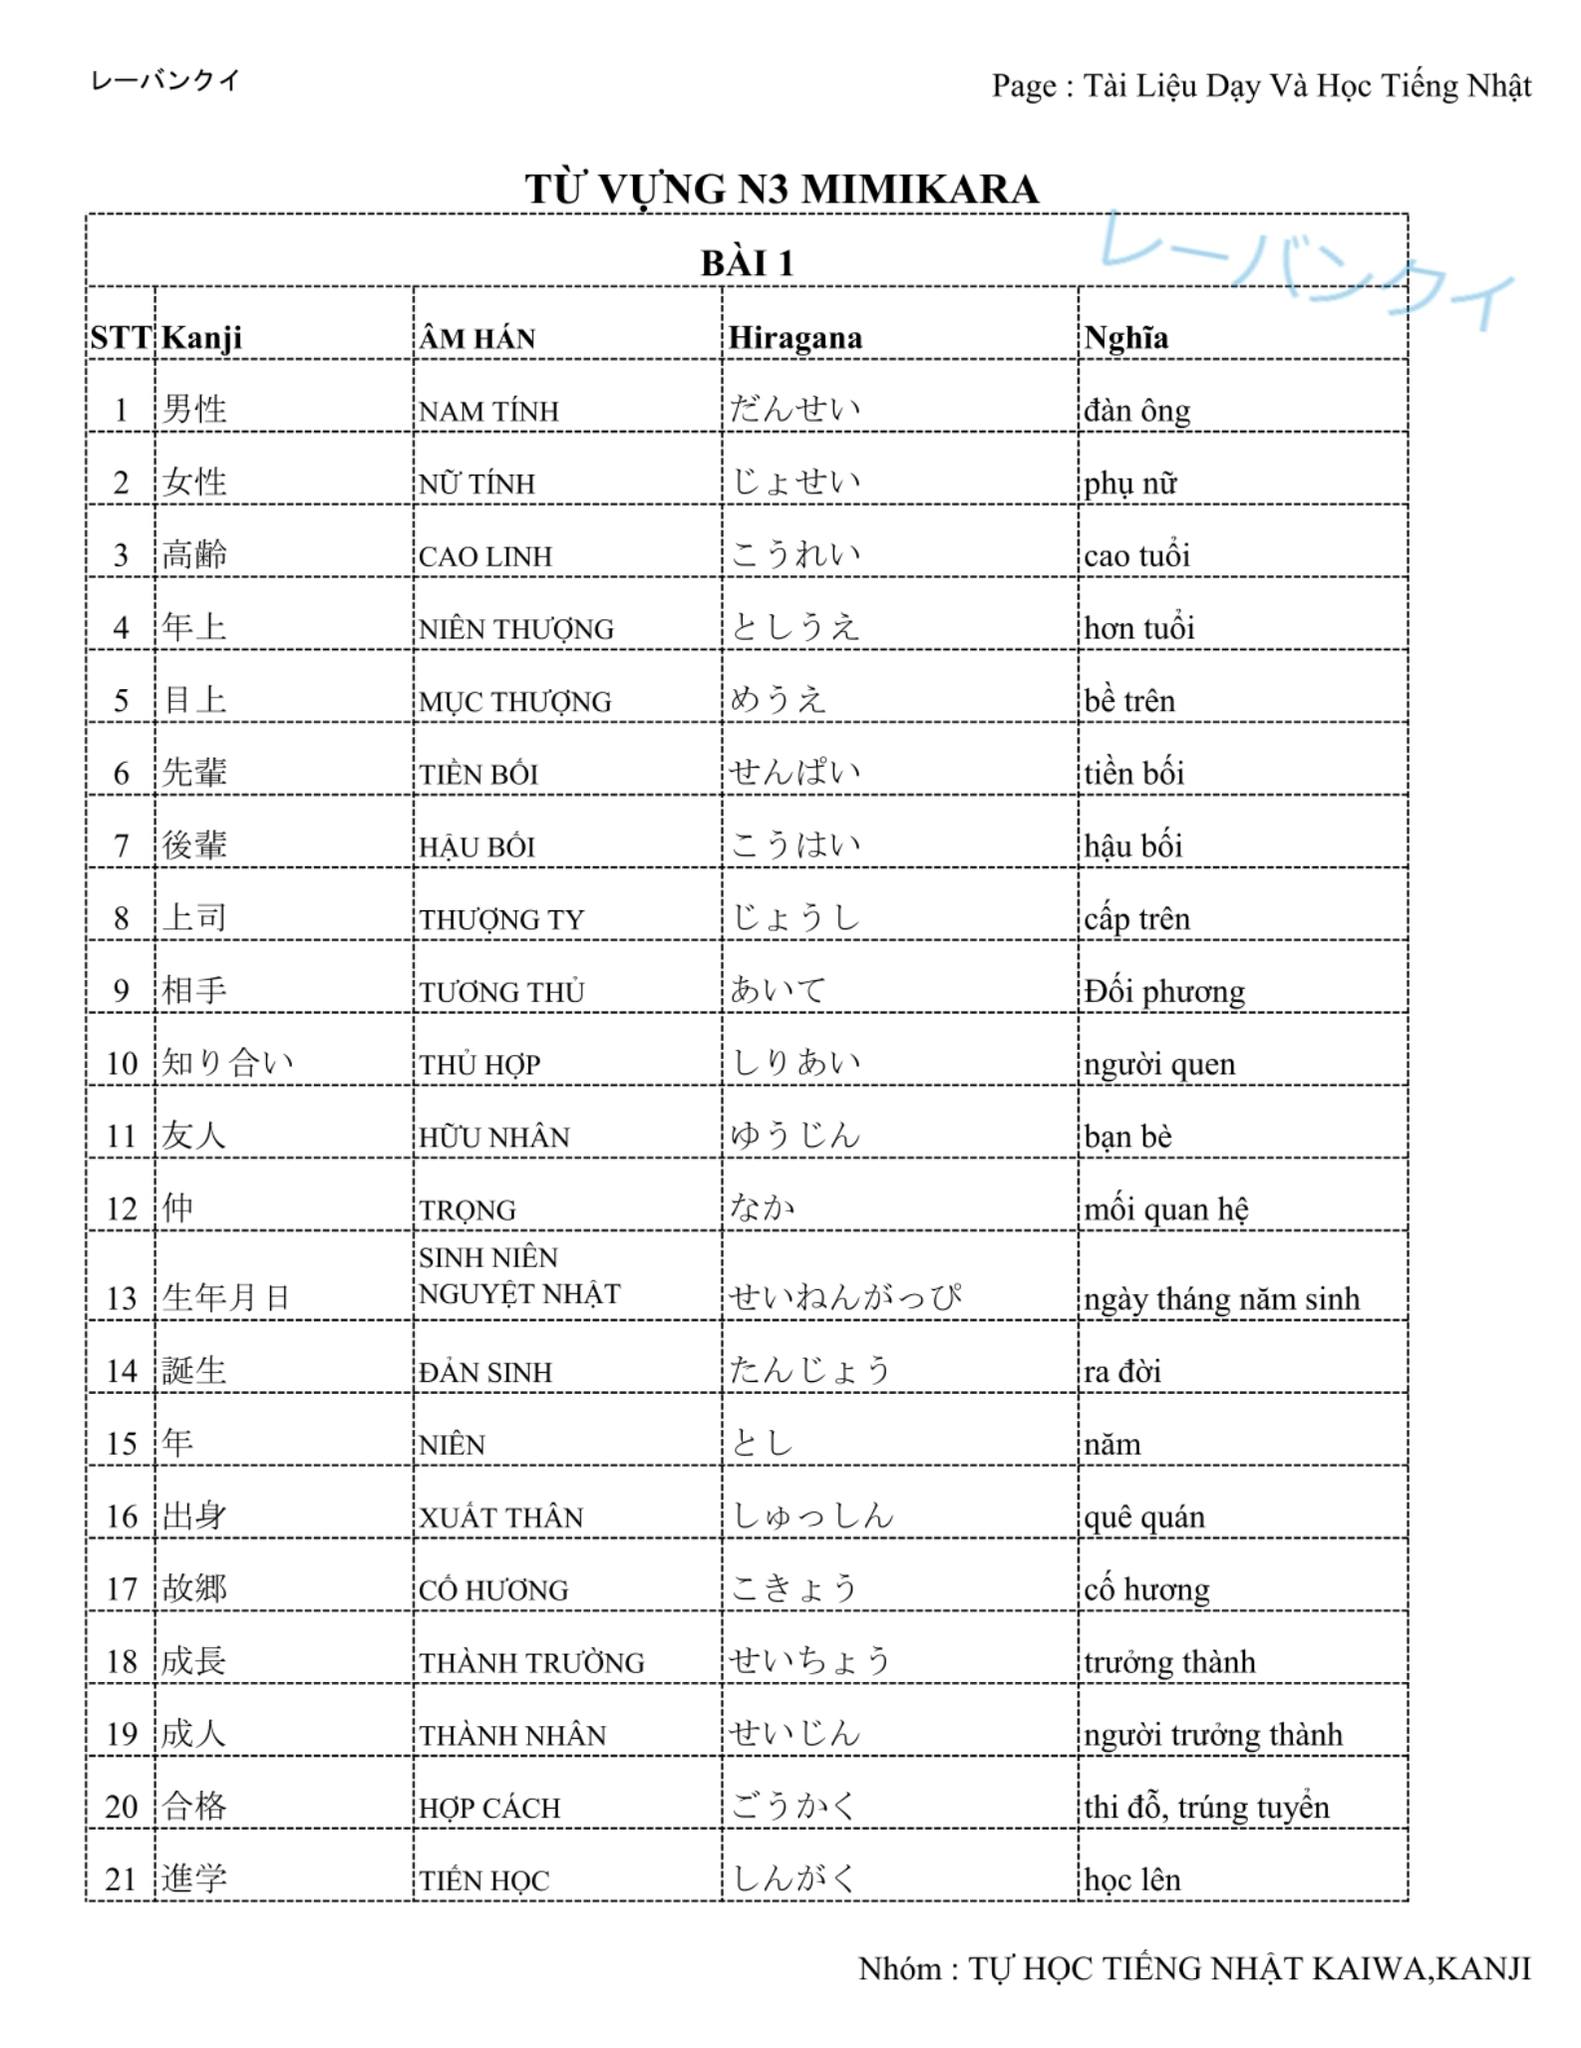 レーバンクイ
Page : Tài Liệu Dạy Và Học Tiếng Nhật
TỪ VỰNG N3 MIMIKARA
レーバンクイ
BÀI 1
STT Kanji ÂM HÁN Hiragana Nghĩa
1 男性 NAM TÍNH だんせい đàn ông
2 女性 NỮ TÍNH じょせい phụ nữ
3 高齢 CAO LINH こうれい cao tuổi
4 年上 NIÊN THƯỢNG としうえ hơn tuổi
5 目上 MỤC THƯỢNG めうえ bề trên
6 先輩 TIỀN BỐI せんぱい tiền bối
7 後輩 HẬU BỐI こうはい hậu bối
8 上司 THƯỢNG TY じょうし cấp trên
9 相手 TƯƠNG THỦ あいて Đối phương
10 知り合い THỦ HỢP しりあい người quen
11 友人 HỮU NHÂN ゆうじん bạn bè
12 仲 TRỌNG なか mối quan hệ
SINH NIÊN
13 生年月日 NGUYỆT NHẬT せいねんがっぴ ngày tháng năm sinh
14 誕生 ĐẢN SINH たんじょう ra đời
15 年 NIÊN とし năm
16 出身 XUẤT THÂN しゅっしん quê quán
17 故郷 CỐ HƯƠNG こきょう cố hương
18 成長 THÀNH TRƯỜNG せいちょう trưởng thành
19 成人 THÀNH NHÂN せいじん người trưởng thành
20 合格 HỢP CÁCH ごうかく thi đỗ, trúng tuyển
21 進学 TIẾN HỌC しんがく học lên
Nhóm : TỰ HỌC TIẾNG NHẬT KAIWA,KANJI